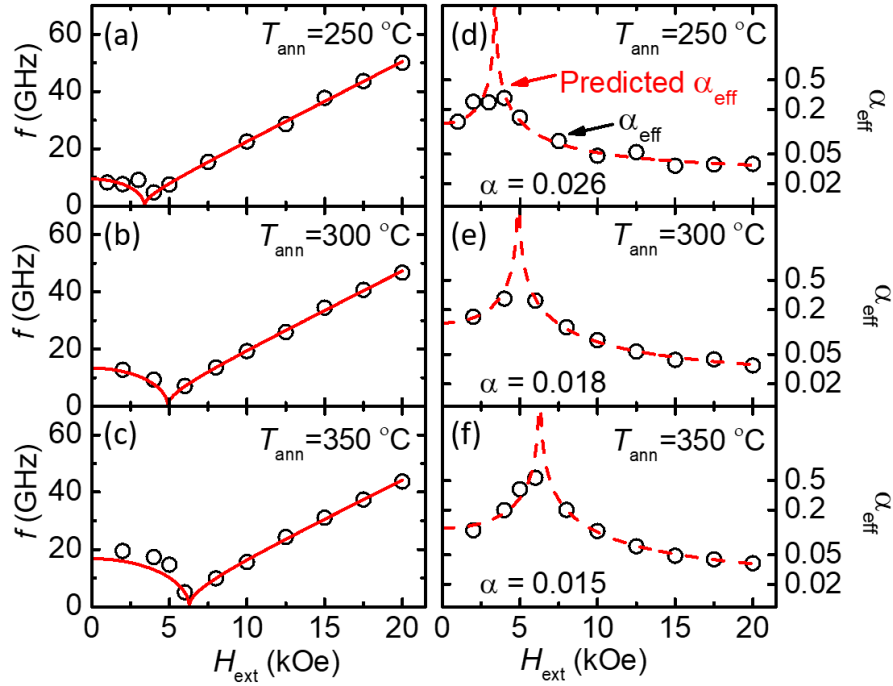 (a) T_ann=250 °C
60
40
20
0
f (GHz)
(d) T_ann=250 °C
Predicted α_eff
α_eff
α = 0.026
0.5
0.2
0.05
0.02
α_eff
(b) T_ann=300 °C
60
40
20
0
f (GHz)
(e) T_ann=300 °C
α = 0.018
0.5
0.2
0.05
0.02
α_eff
(c) T_ann=350 °C
60
40
20
0
f (GHz)
(f) T_ann=350 °C
α = 0.015
0.5
0.2
0.05
0.02
α_eff
0 5 10 15 20
H_ext (kOe)
0 5 10 15 20
H_ext (kOe)